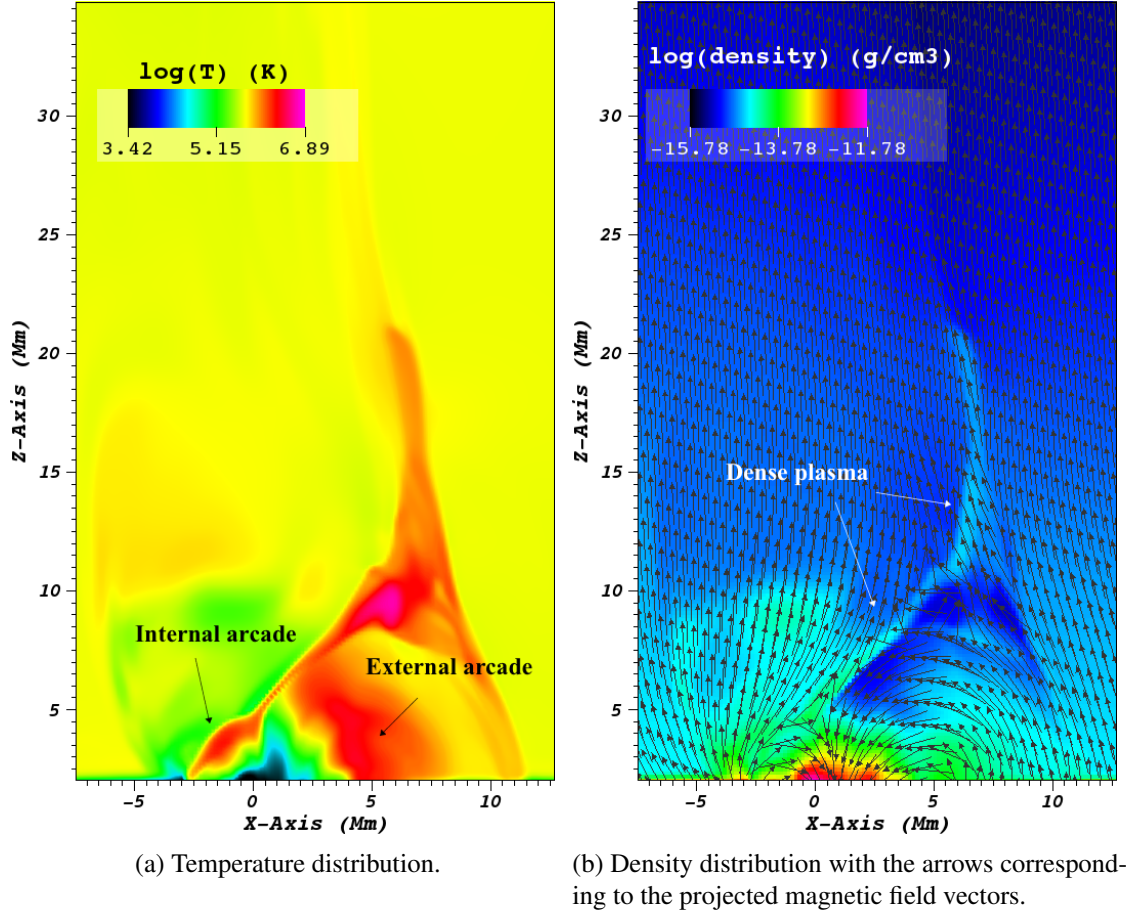 log(T) (K)
3.42 5.15 6.89
30
25
20
15
10
5
Z-Axis (Mm)
Internal arcade
External arcade
-5 0 5 10
X-Axis (Mm)
(a) Temperature distribution.
log(density) (g/cm3)
-15.78 -13.78 -11.78
30
25
20
15
10
5
Z-Axis (Mm)
Dense plasma
-5 0 5 10
X-Axis (Mm)
(b) Density distribution with the arrows correspond-
ing to the projected magnetic field vectors.